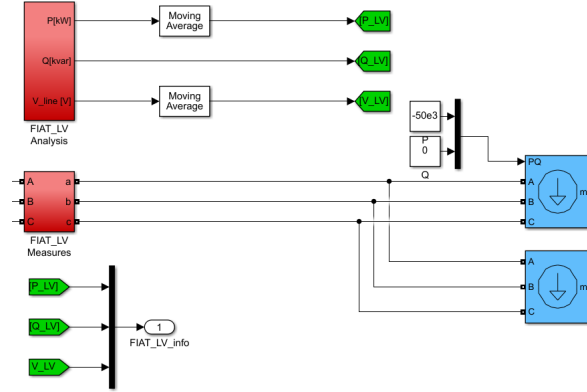 P[kW]
Moving
Average
[P_LV]
Q[kvar]
[Q_LV]
V_line [V]
Moving
Average
[V_LV]
FIAT_LV
Analysis
-50e3
P
0
Q
PQ
A
B
C
m
A
B
C
a
b
c
FIAT_LV
Measures
A
B
C
m
[P_LV]
[Q_LV]
V_LV
1
FIAT_LV_info